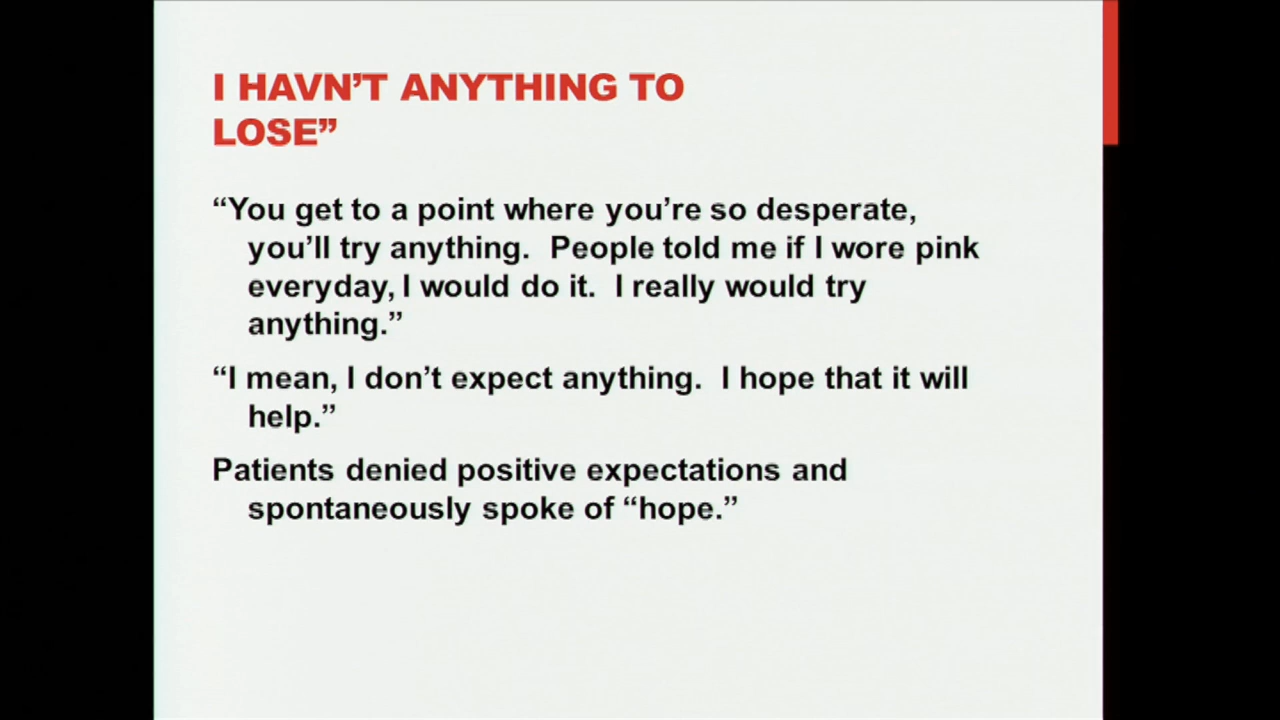 I HAVN’T ANYTHING TO
LOSE”
“You get to a point where you’re so desperate,
you’ll try anything.  People told me if I wore pink
everyday, I would do it.  I really would try
anything.”
“I mean, I don’t expect anything.  I hope that it will
help.”
Patients denied positive expectations and
spontaneously spoke of “hope.”